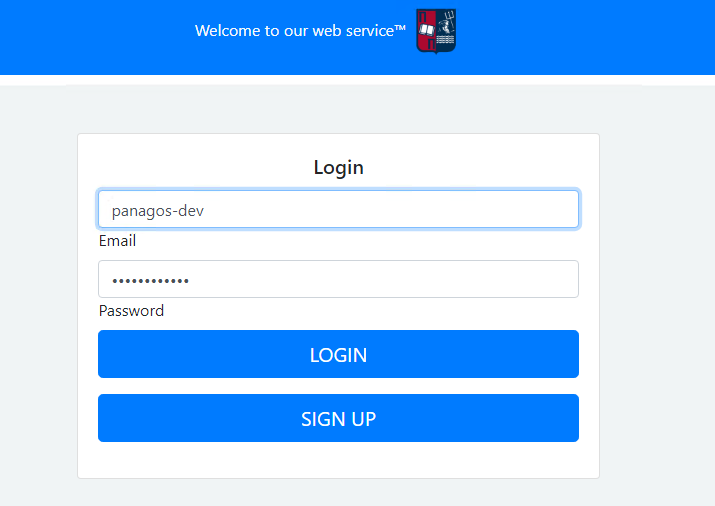 Welcome to our web service™
Login
panagos-dev
Email
••••••••••••
Password
LOGIN
SIGN UP